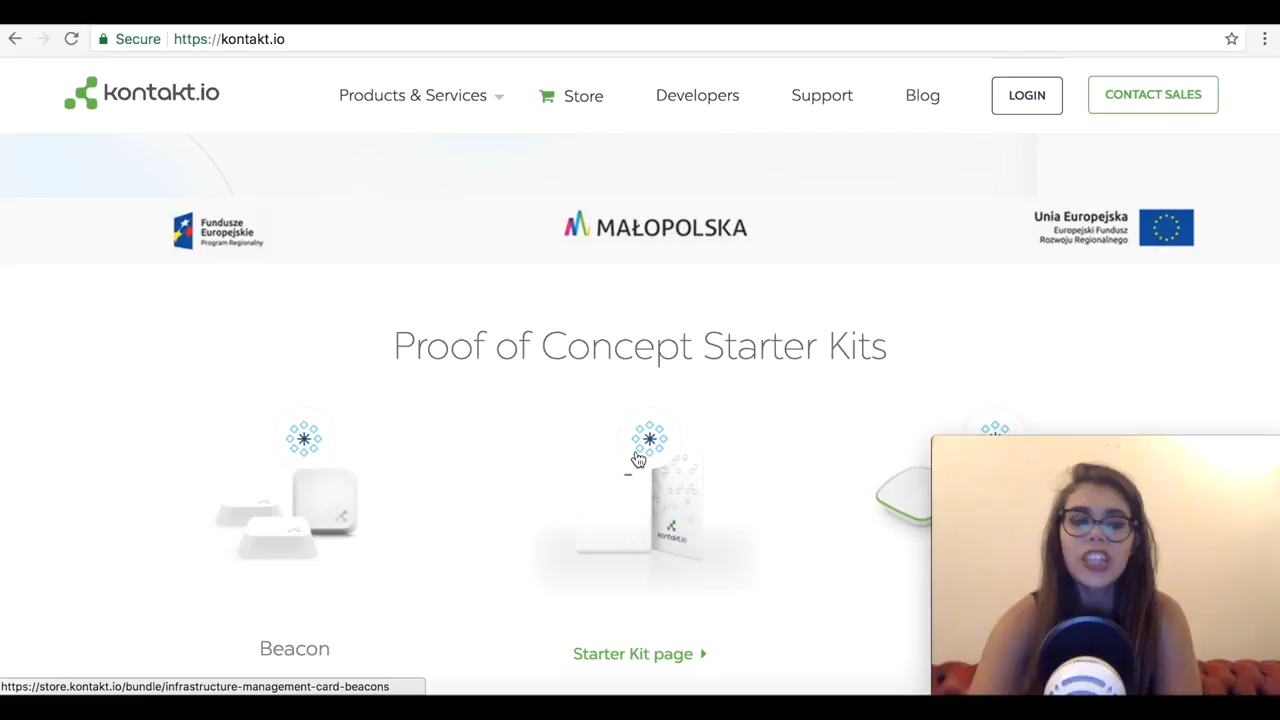 Secure https://kontakt.io
kontakt.io
Products & Services
Store
Developers
Support
Blog
LOGIN
CONTACT SALES
Fundusze
Europejskie
Program Regionalny
MAŁOPOLSKA
Unia Europejska
Europejski Fundusz
Rozwoju Regionalnego
Proof of Concept Starter Kits
kontakt.io
Beacon
Starter Kit page
https://store.kontakt.io/bundle/infrastructure-management-card-beacons